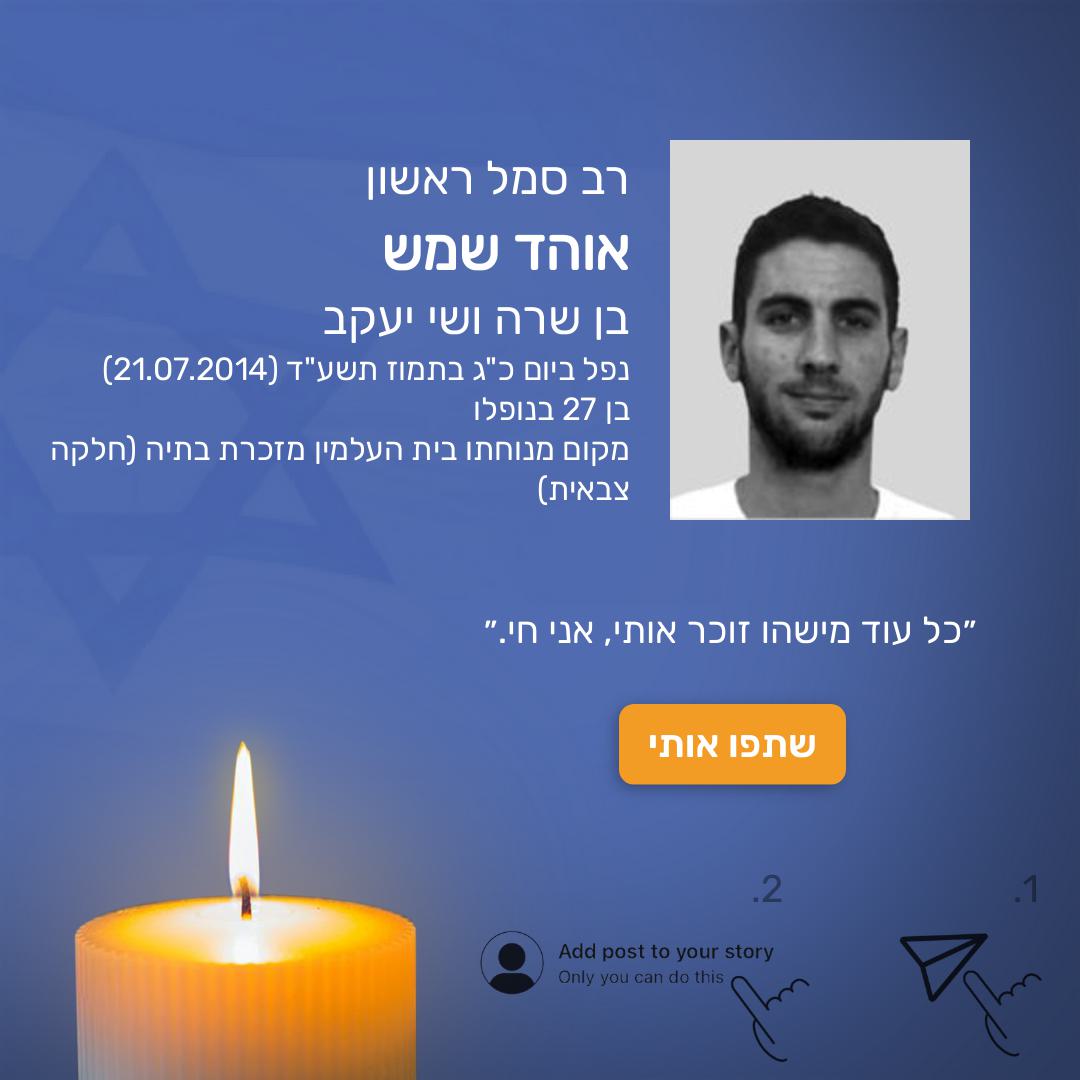 רב סמל ראשון
אוהד שמש
בן שרה ושי יעקב
נפל ביום כ"ג בתמוז תשע"ד (21.07.2014)
בן 27 בנופלו
מקום מנוחתו בית העלמין מזכרת בתיה (חלקה
צבאית)
״כל עוד מישהו זוכר אותי, אני חי.״
שתפו אותי
.1
.2
Add post to your story
Only you can do this